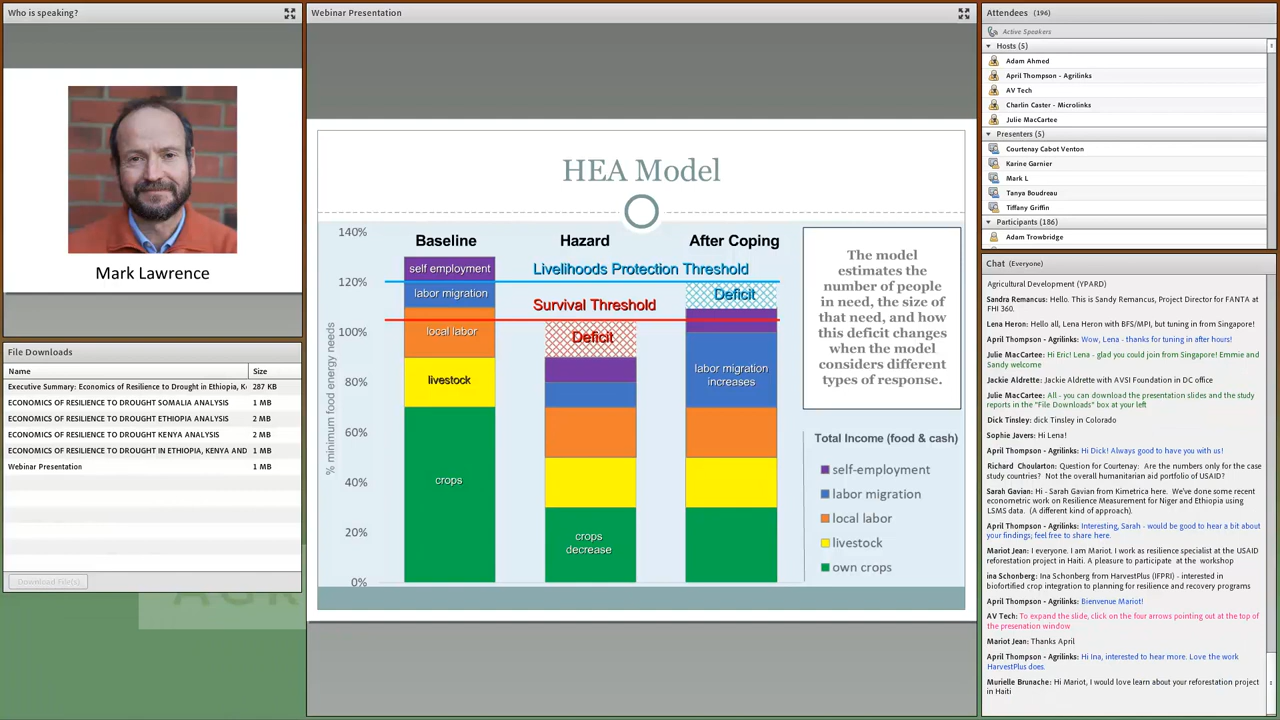 Who is speaking?
Mark Lawrence
File Downloads
Name Size
Executive Summary: Economics of Resilience to Drought in Ethiopia, K 287 KB
ECONOMICS OF RESILIENCE TO DROUGHT SOMALIA ANALYSIS 1 MB
ECONOMICS OF RESILIENCE TO DROUGHT ETHIOPIA ANALYSIS 2 MB
ECONOMICS OF RESILIENCE TO DROUGHT KENYA ANALYSIS 2 MB
ECONOMICS OF RESILIENCE TO DROUGHT IN ETHIOPIA, KENYA AND 1 MB
Webinar Presentation 1 MB
Download File(s)
Webinar Presentation
HEA Model
Baseline Hazard After Coping
140%
120%
100%
80%
60%
40%
20%
0%
% minimum food energy needs
Livelihoods Protection Threshold
Survival Threshold
self employment
labor migration
local labor
livestock
crops
Deficit
crops
decrease
Deficit
labor migration
increases
The model
estimates the
number of people
in need, the size of
that need, and how
this deficit changes
when the model
considers different
types of response.
Total Income (food & cash)
self-employment
labor migration
local labor
livestock
own crops
Attendees (196)
Active Speakers
Hosts (5)
Adam Ahmed
April Thompson - Agrilinks
AV Tech
Charlin Caster - Microlinks
Julie MacCartee
Presenters (5)
Courtenay Cabot Venton
Karine Garnier
Mark L
Tanya Boudreau
Tiffany Griffin
Participants (186)
Adam Trowbridge
Chat (Everyone)
Agricultural Development (YPARD)
Sandra Remancus: Hello. This is Sandy Remancus, Project Director for FANTA at
FHI 360.
Lena Heron: Hello all, Lena Heron with BFS/MPI, but tuning in from Singapore!
April Thompson - Agrilinks: Wow, Lena - thanks for tuning in after hours!
Julie MacCartee: Hi Eric! Lena - glad you could join from Singapore! Emmie and
Sandy welcome
Jackie Aldrette: Jackie Aldrette with AVSI Foundation in DC office
Julie MacCartee: All - you can download the presentation slides and the study
reports in the "File Downloads" box at your left
Dick Tinsley: dick Tinsley in Colorado
Sophie Javers: Hi Lena!
April Thompson - Agrilinks: Hi Dick! Always good to have you with us!
Richard Choularton: Question for Courtenay: Are the numbers only for the case
study countries? Not the overall humanitarian aid portfolio of USAID?
Sarah Gavian: Hi - Sarah Gavian from Kimetrica here. We've done some recent
econometric work on Resilience Measurement for Niger and Ethiopia using
LSMS data. (A different kind of approach).
April Thompson - Agrilinks: Interesting, Sarah - would be good to hear a bit about
your findings; feel free to share here.
Mariot Jean: I everyone. I am Mariot. I work as resilience specialist at the USAID
reforestation project in Haiti. A pleasure to participate at the workshop
ina Schonberg: Ina Schonberg from HarvestPlus (IFPRI) - interested in
biofortified crop integration to planning for resilience and recovery programs
April Thompson - Agrilinks: Bienvenue Mariot!
AV Tech: To expand the slide, click on the four arrows pointing out at the top of
the presenation window
Mariot Jean: Thanks April
April Thompson - Agrilinks: Hi Ina, interested to hear more. Love the work
HarvestPlus does.
Murielle Brunache: Hi Mariot, I would love learn about your reforestation project
in Haiti